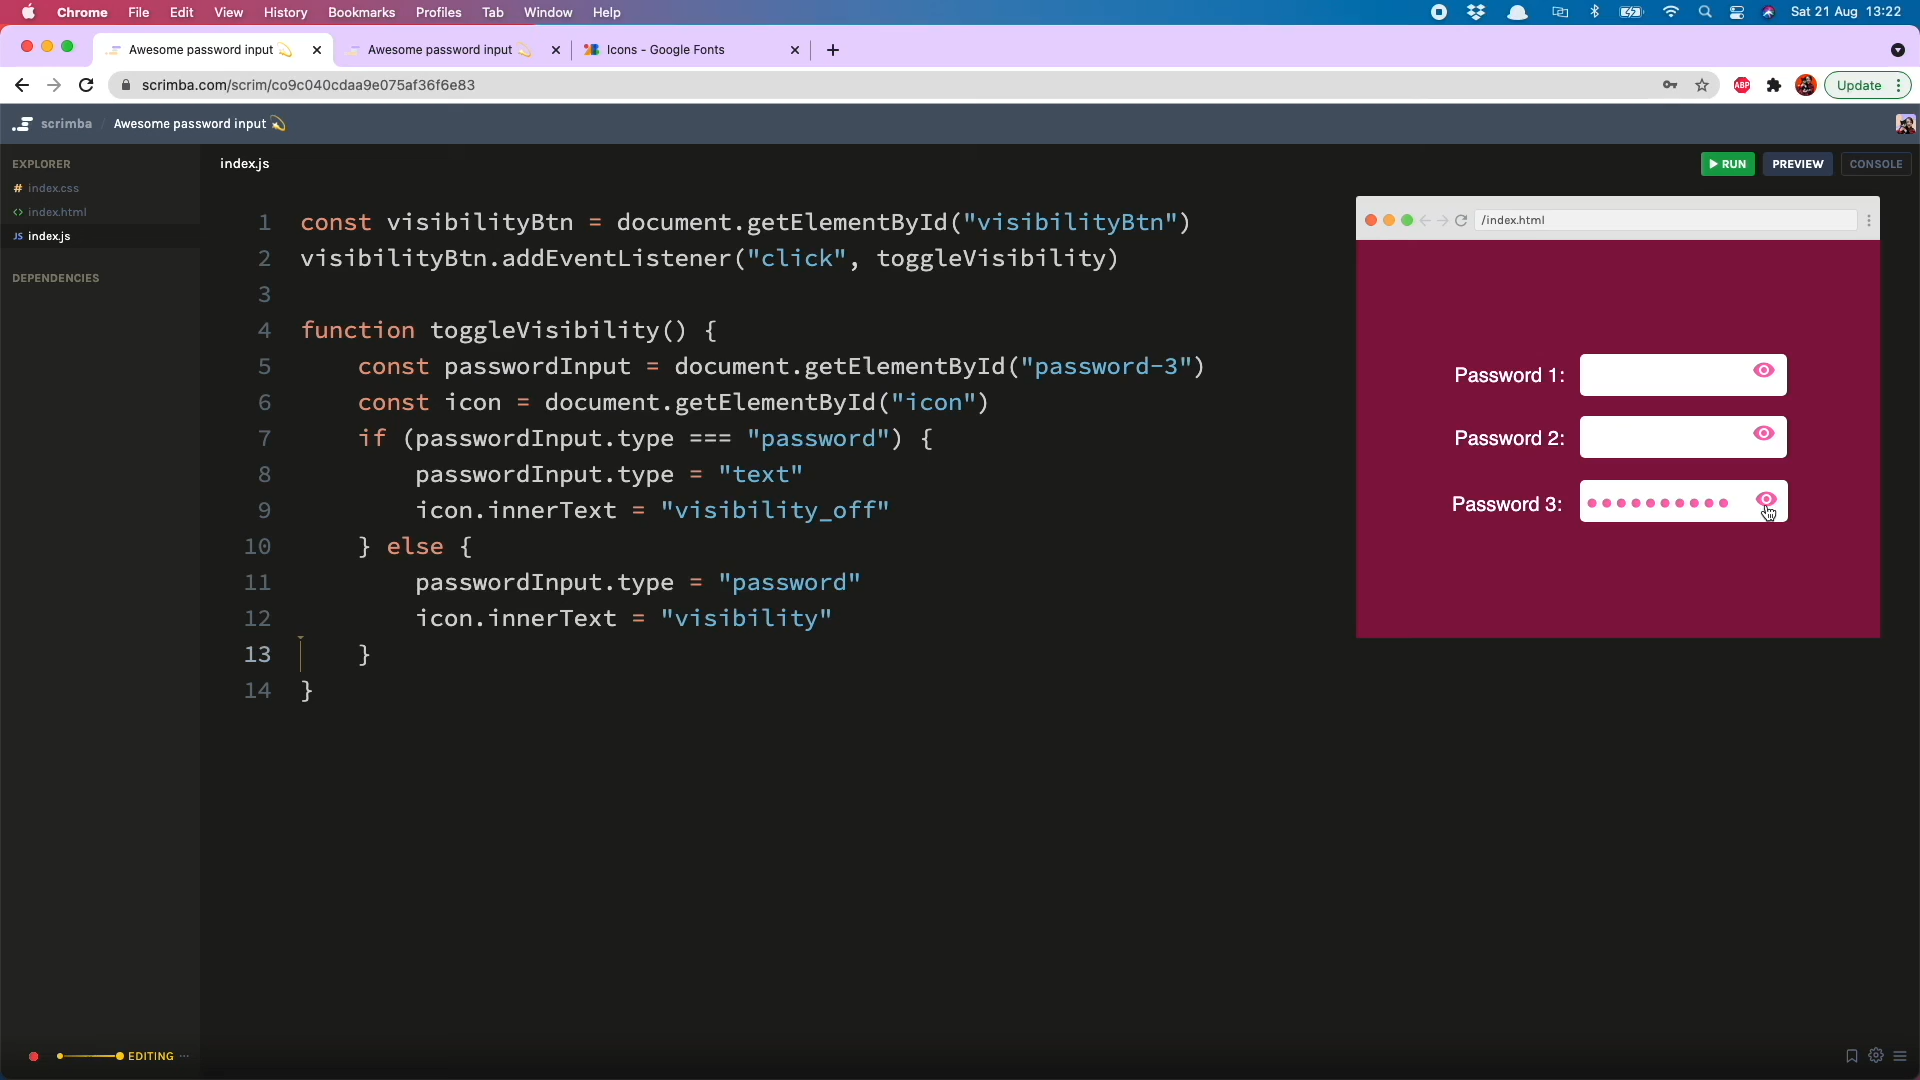 Chrome File Edit View History Bookmarks Profiles Tab Window Help Sat 21 Aug 13:22
Awesome password input 💫 Awesome password input 💫 Icons - Google Fonts
scrimba.com/scrim/co9c040cdaa9e075af36f6e83 ABP Update
scrimba / Awesome password input 💫
EXPLORER
# index.css
<> index.html
JS index.js
DEPENDENCIES
index.js
RUN PREVIEW CONSOLE
1 const visibilityBtn = document.getElementById("visibilityBtn")
2 visibilityBtn.addEventListener("click", toggleVisibility)
3
4 function toggleVisibility() {
5 const passwordInput = document.getElementById("password-3")
6 const icon = document.getElementById("icon")
7 if (passwordInput.type === "password") {
8 passwordInput.type = "text"
9 icon.innerText = "visibility_off"
10 } else {
11 passwordInput.type = "password"
12 icon.innerText = "visibility"
13 }
14 }
/index.html
Password 1:
Password 2:
Password 3:
EDITING ...